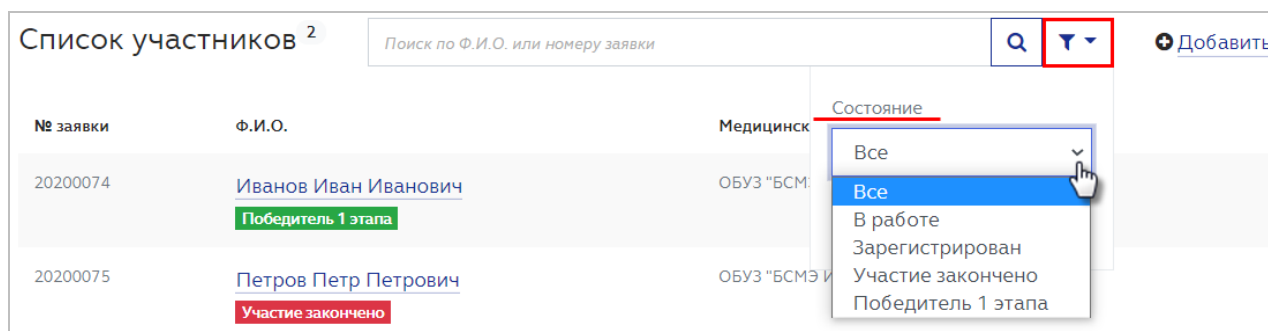 Список участников 2
Поиск по Ф.И.О. или номеру заявки
Добавить
Состояние
№ заявки Ф.И.О. Медицинск
Все
20200074 Иванов Иван Иванович ОБУЗ "БСМ
Победитель 1 этапа
Все
В работе
Зарегистрирован
Участие закончено
Победитель 1 этапа
20200075 Петров Петр Петрович ОБУЗ "БСМЭ И
Участие закончено